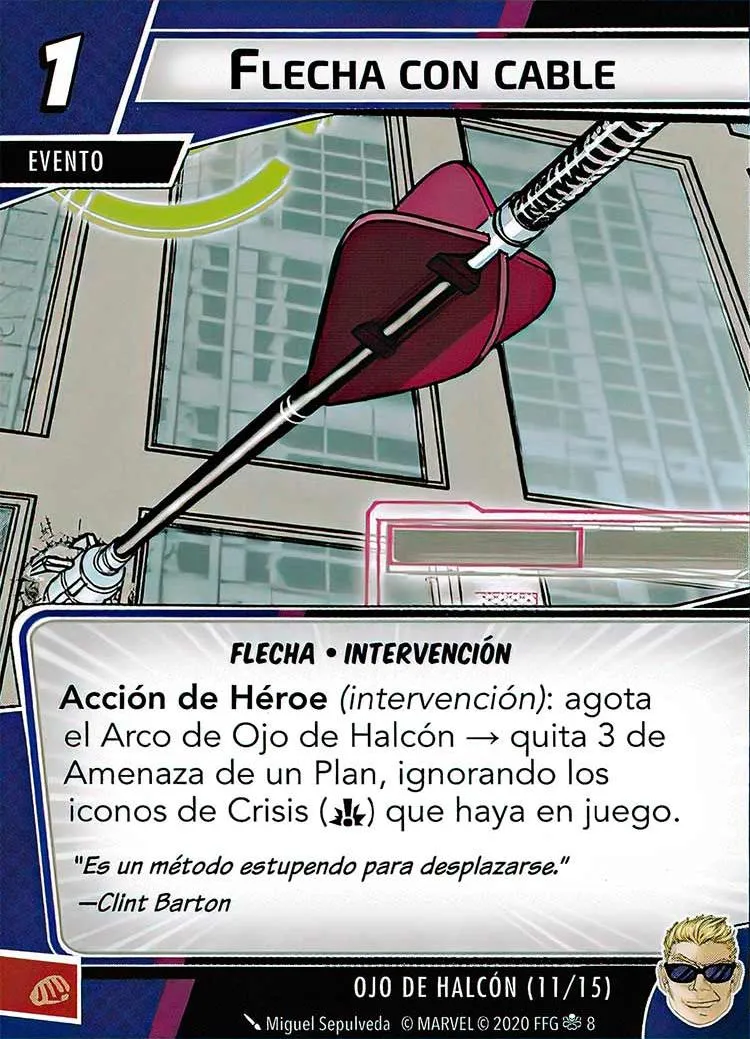 1
FLECHA CON CABLE
EVENTO
FLECHA • INTERVENCIÓN
Acción de Héroe (intervención): agota
el Arco de Ojo de Halcón → quita 3 de
Amenaza de un Plan, ignorando los
iconos de Crisis () que haya en juego.
"Es un método estupendo para desplazarse."
—Clint Barton
OJO DE HALCÓN (11/15)
Miguel Sepulveda © MARVEL © 2020 FFG 8